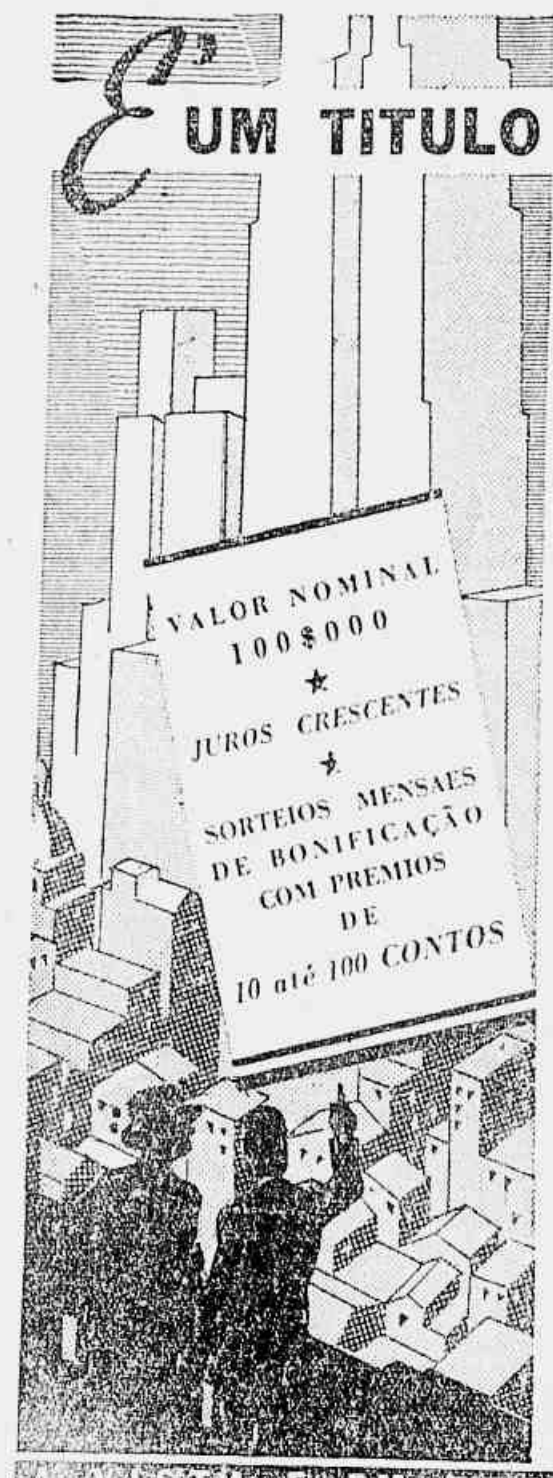 E' UM TITULO
VALOR NOMINAL
100$000
JUROS CRESCENTES
SORTEIOS MENSAES
DE BONIFICAÇÃO
COM PREMIOS
DE
10 até 100 CONTOS